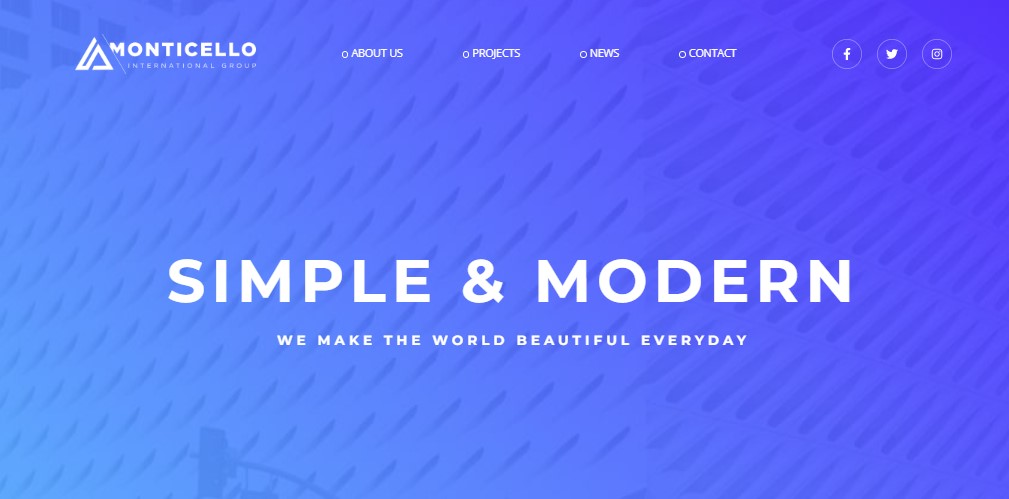 MONTICELLO
INTERNATIONAL GROUP
ABOUT US
PROJECTS
NEWS
CONTACT
SIMPLE & MODERN
WE MAKE THE WORLD BEAUTIFUL EVERYDAY